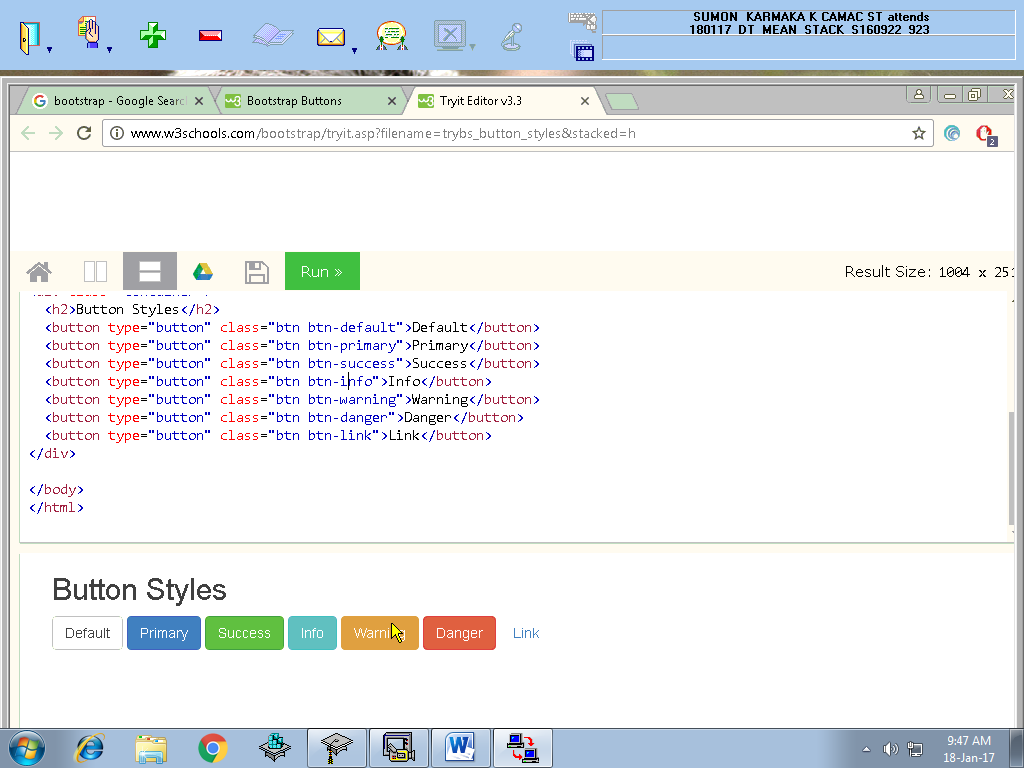 SUMON KARMAKA K CAMAC ST attends
180117 DT MEAN STACK S160922 923
bootstrap - Google Searc
Bootstrap Buttons
Tryit Editor v3.3
www.w3schools.com/bootstrap/tryit.asp?filename=trybs_button_styles&stacked=h
2
Run »
Result Size: 1004 x 251
<h2>Button Styles</h2>
<button type="button" class="btn btn-default">Default</button>
<button type="button" class="btn btn-primary">Primary</button>
<button type="button" class="btn btn-success">Success</button>
<button type="button" class="btn btn-info">Info</button>
<button type="button" class="btn btn-warning">Warning</button>
<button type="button" class="btn btn-danger">Danger</button>
<button type="button" class="btn btn-link">Link</button>
</div>
</body>
</html>
Button Styles
Default Primary Success Info Warning Danger Link
9:47 AM
18-Jan-17